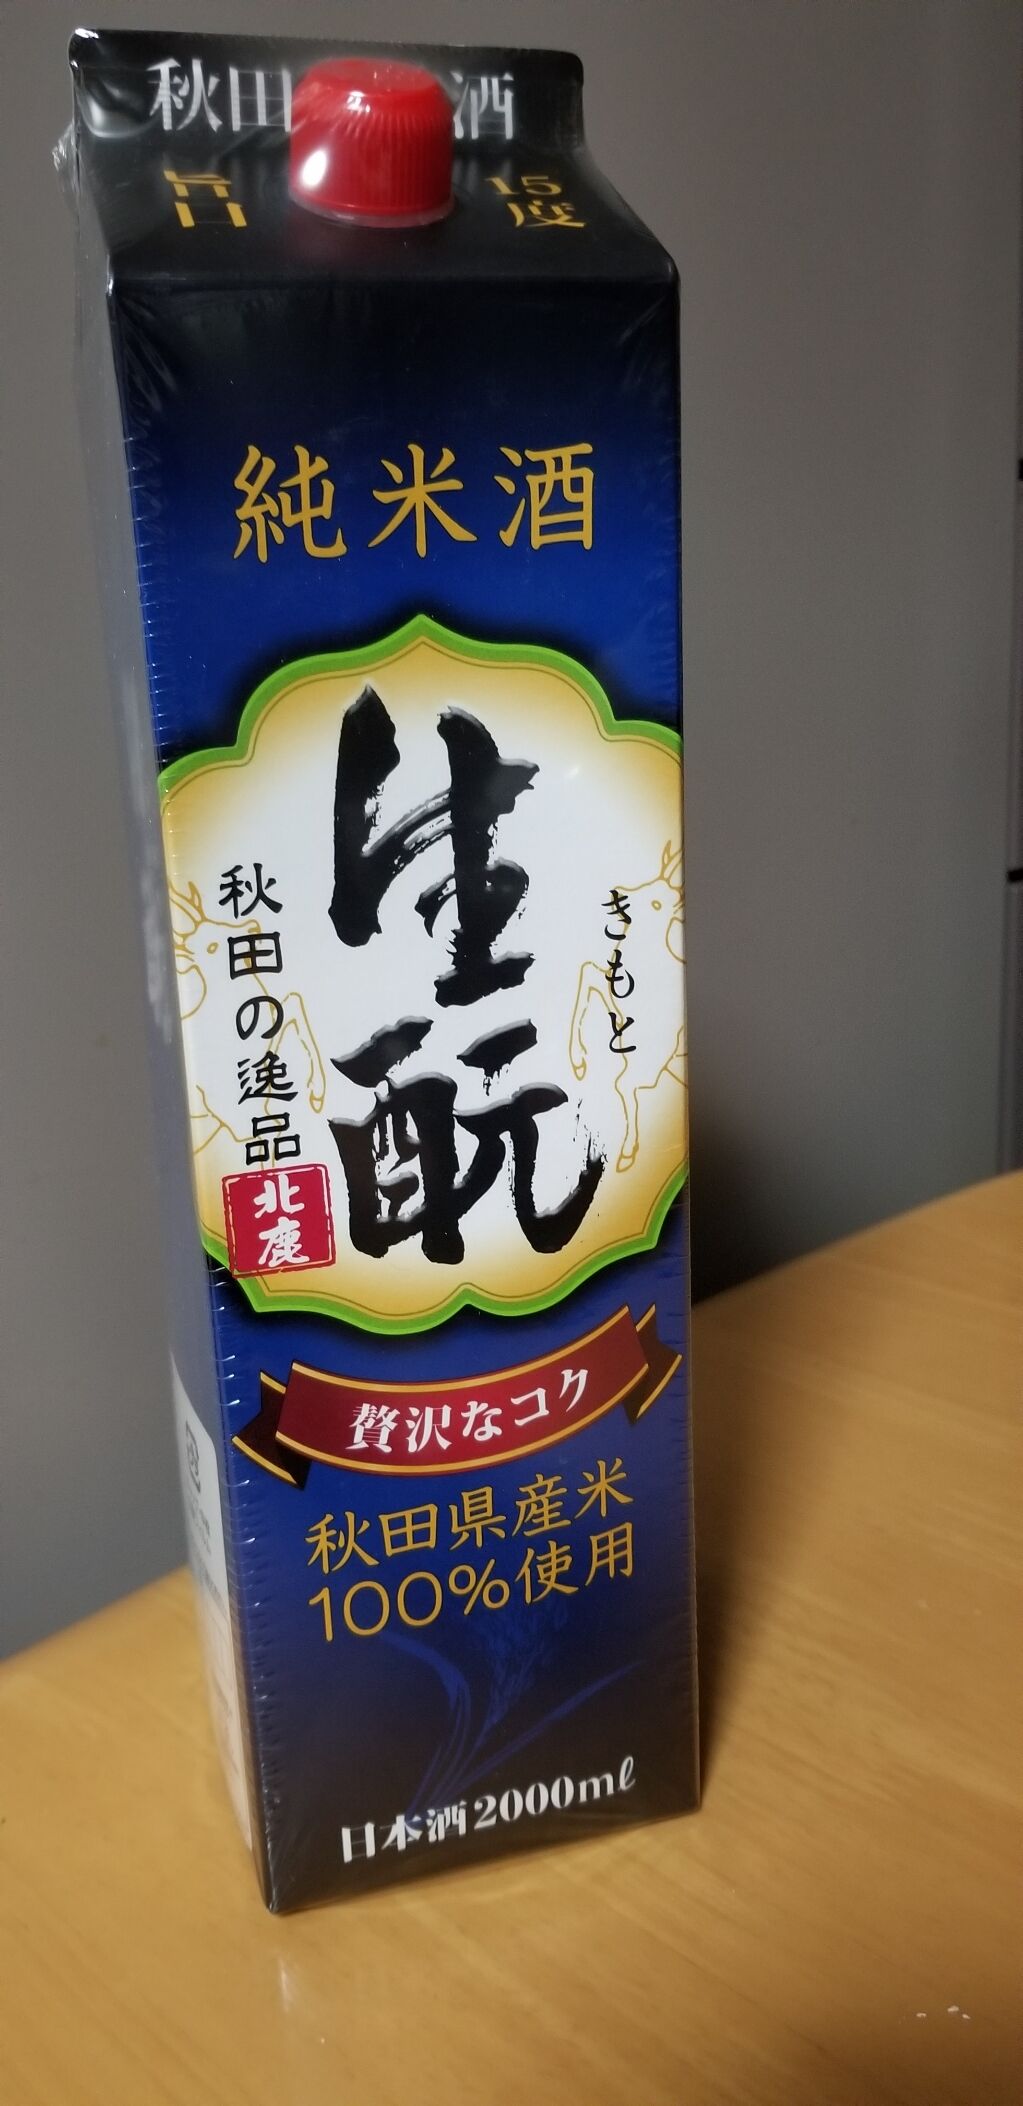 秋田 酒
旨口
15度
純米酒
生酛
きもと
秋田の逸品
北鹿
贅沢なコク
秋田県産米
100%使用
日本酒2000mℓ